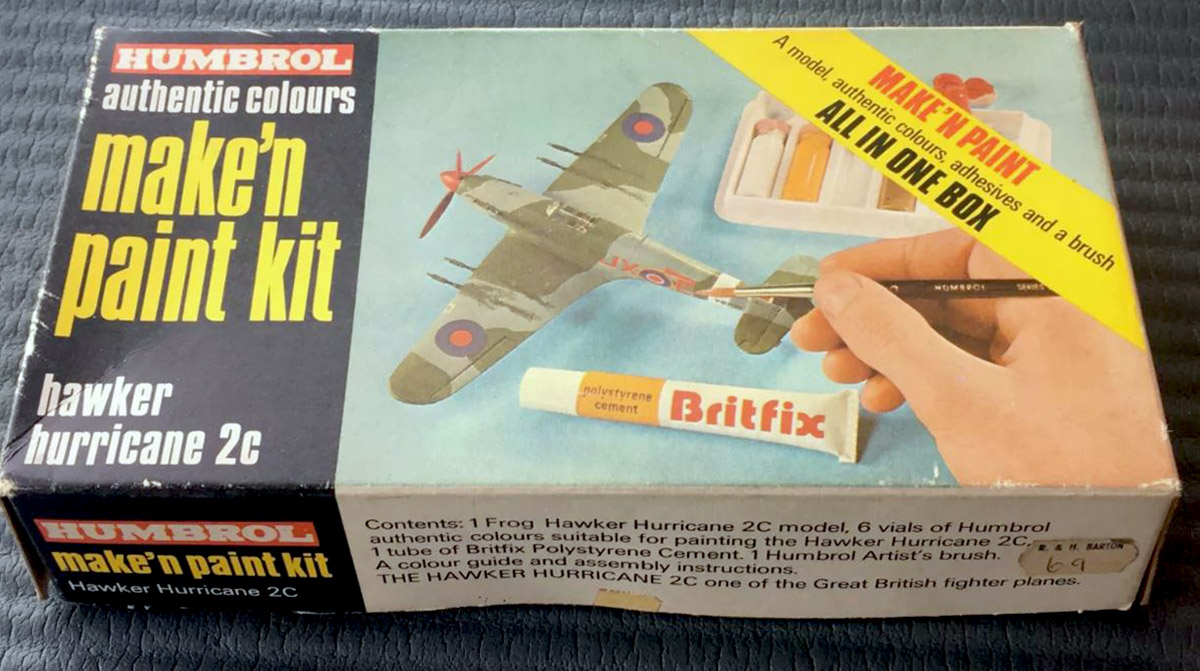 HUMBROL
authentic colours
make'n
paint kit
hawker
hurricane 2c
A model, authentic colours, adhesives and a brush
MAKE'N PAINT
ALL IN ONE BOX
JX
HUMBROL SERIES
polystyrene
cement
Britfix
HUMBROL
make'n paint kit
Hawker Hurricane 2C
Contents: 1 Frog Hawker Hurricane 2C model, 6 vials of Humbrol
authentic colours suitable for painting the Hawker Hurricane 2C,
1 tube of Britfix Polystyrene Cement. 1 Humbrol Artist's brush.
A colour guide and assembly instructions.
THE HAWKER HURRICANE 2C one of the Great British fighter planes.
R. & H. BARTON
69